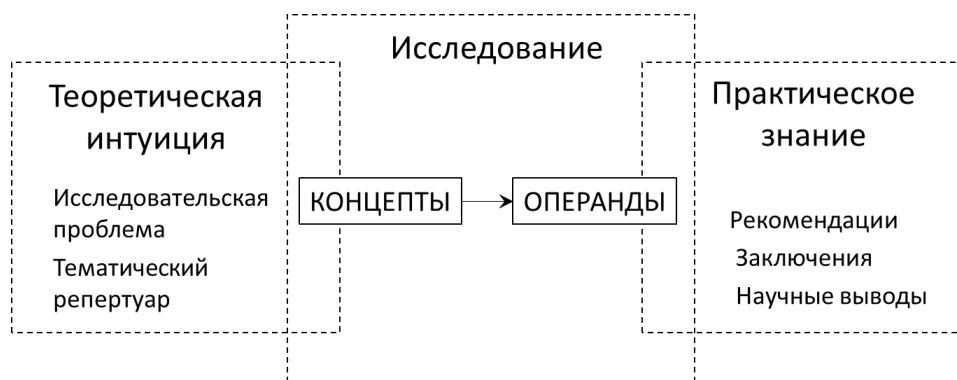 Исследование
Теоретическая
интуиция
Исследовательская
проблема
Тематический
репертуар
КОНЦЕПТЫ
ОПЕРАНДЫ
Практическое
знание
Рекомендации
Заключения
Научные выводы